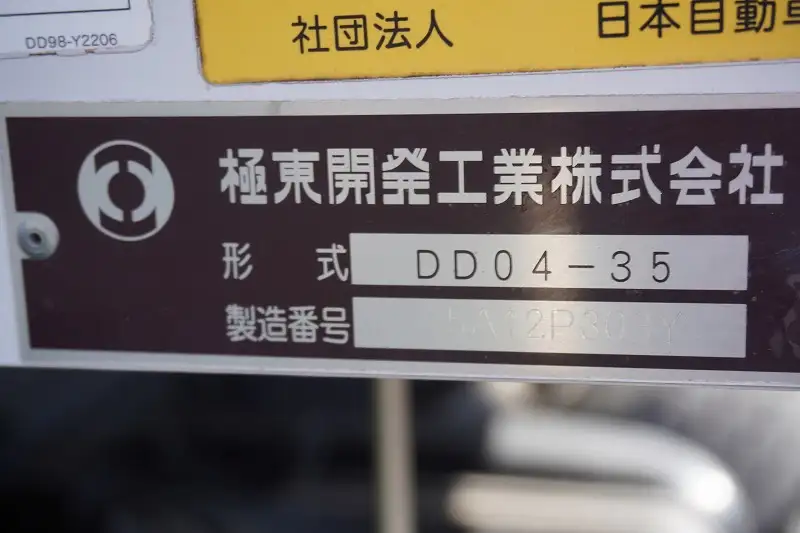 DD98-Y2206
社団法人 日本自動車
極東開発工業株式会社
形 式 DD04-35
製造番号